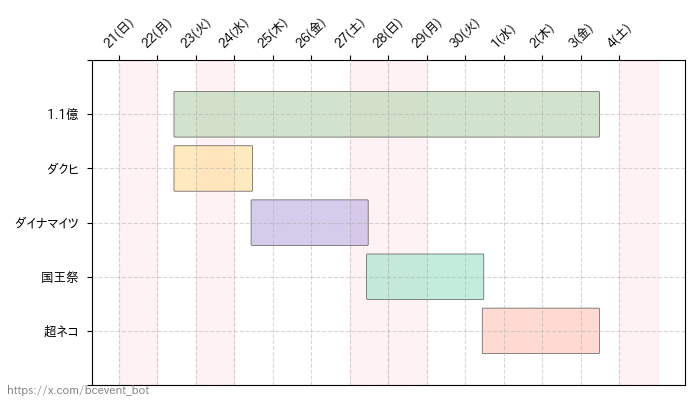 21(日) 22(月) 23(火) 24(水) 25(木) 26(金) 27(土) 28(日) 29(月) 30(火) 1(水) 2(木) 3(金) 4(土)
1.1億
ダクヒ
ダイナマイツ
国王祭
超ネコ
https://x.com/bcevent_bot